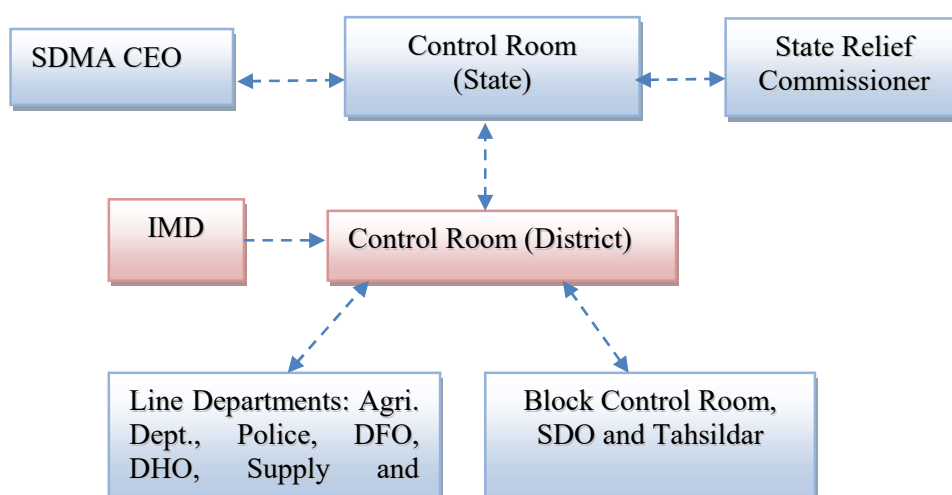 SDMA CEO
Control Room
(State)
State Relief
Commissioner
IMD
Control Room (District)
Line Departments: Agri.
Dept., Police, DFO,
DHO, Supply and
Block Control Room,
SDO and Tahsildar